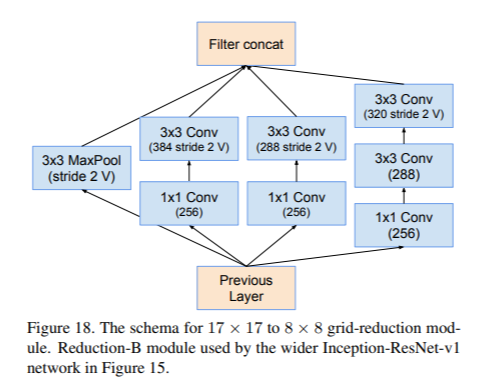 Filter concat
3x3 MaxPool
(stride 2 V)
3x3 Conv
(384 stride 2 V)
1x1 Conv
(256)
3x3 Conv
(288 stride 2 V)
1x1 Conv
(256)
3x3 Conv
(320 stride 2 V)
3x3 Conv
(288)
1x1 Conv
(256)
Previous
Layer
Figure 18. The schema for 17 × 17 to 8 × 8 grid-reduction mod-
ule. Reduction-B module used by the wider Inception-ResNet-v1
network in Figure 15.